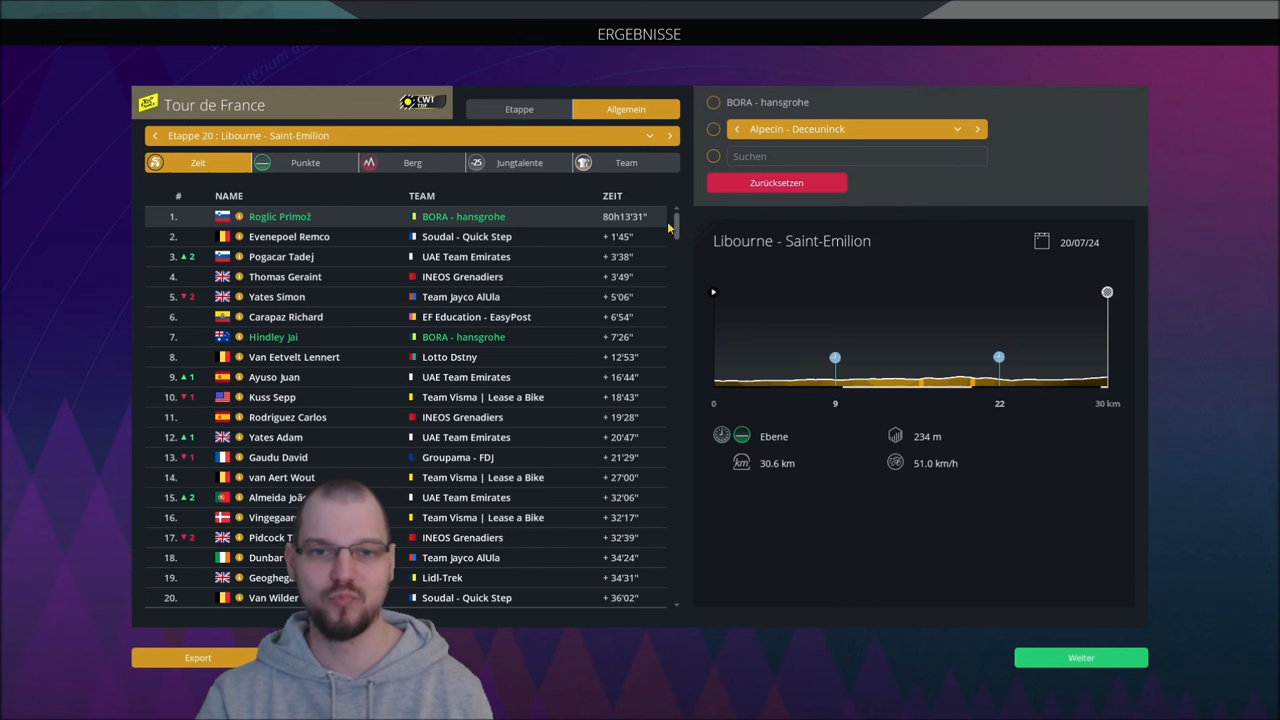 ERGEBNISSE
Tour de France
CWT
TDF
Etappe
Allgemein
Etappe 20 : Libourne - Saint-Emilion
Zeit
Punkte
Berg
-25
Jungtalente
Team
# NAME TEAM ZEIT
1. Roglic Primož BORA - hansgrohe 80h13'31"
2. Evenepoel Remco Soudal - Quick Step + 1'45"
3. 2 Pogacar Tadej UAE Team Emirates + 3'38"
4. Thomas Geraint INEOS Grenadiers + 3'49"
5. 2 Yates Simon Team Jayco AlUla + 5'06"
6. Carapaz Richard EF Education - EasyPost + 6'54"
7. Hindley Jai BORA - hansgrohe + 7'26"
8. Van Eetvelt Lennert Lotto Dstny + 12'53"
9. 1 Ayuso Juan UAE Team Emirates + 16'44"
10. 1 Kuss Sepp Team Visma | Lease a Bike + 18'43"
11. Rodriguez Carlos INEOS Grenadiers + 19'28"
12. 1 Yates Adam UAE Team Emirates + 20'47"
13. 1 Gaudu David Groupama - FDJ + 21'29"
14. van Aert Wout Team Visma | Lease a Bike + 27'00"
15. 2 Almeida UAE Team Emirates + 32'06"
16. Team Visma | Lease a Bike + 32'17"
17. 2 Pidcock T INEOS Grenadiers + 32'39"
18. Dunbar Team Jayco AlUla + 34'24"
19. Lidl-Trek + 34'31"
20. Van Wilder Soudal - Quick Step + 36'02"
Export
BORA - hansgrohe
Alpecin - Deceuninck
Suchen
Zurücksetzen
Libourne - Saint-Emilion
20/07/24
0 9 22 30 km
Ebene
234 m
km 30.6 km
51.0 km/h
Weiter